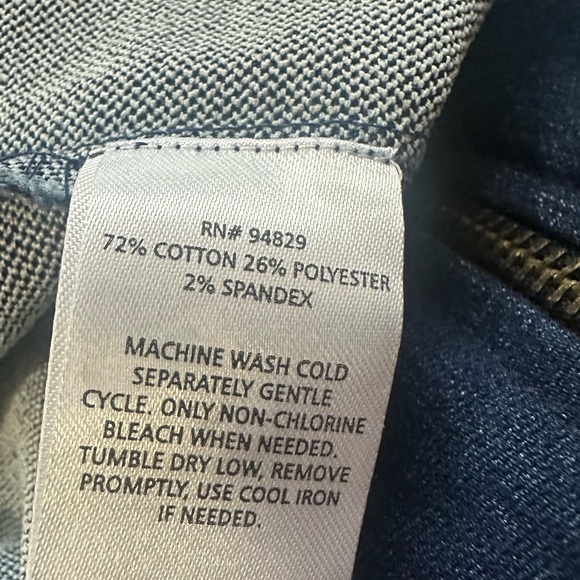 RN# 94829
72% COTTON 26% POLYESTER
2% SPANDEX
MACHINE WASH COLD
SEPARATELY GENTLE
CYCLE. ONLY NON-CHLORINE
BLEACH WHEN NEEDED.
TUMBLE DRY LOW, REMOVE
PROMPTLY, USE COOL IRON
IF NEEDED.